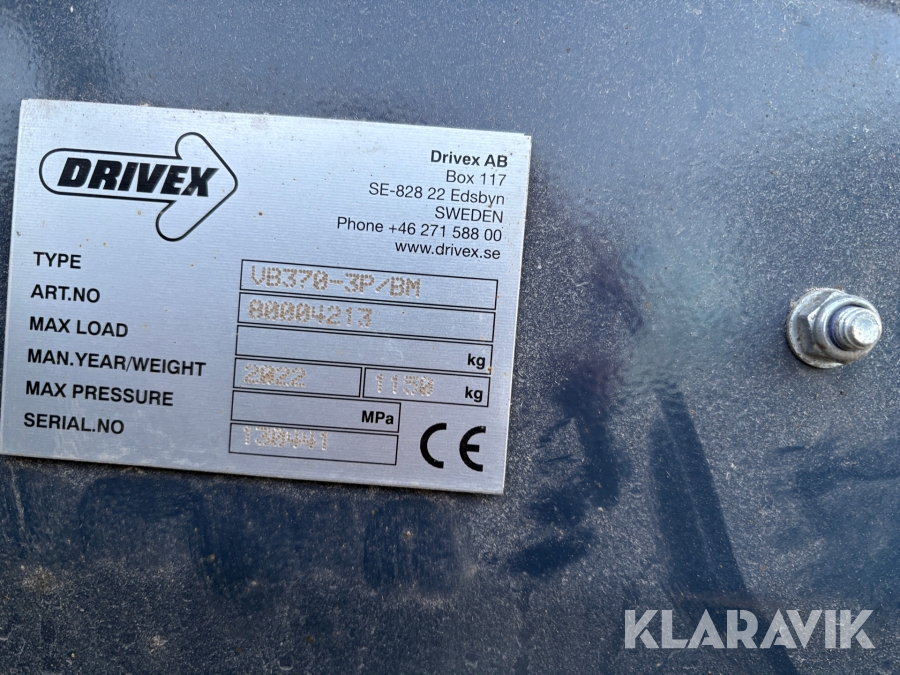 DRIVEX
Drivex AB
Box 117
SE-828 22 Edsbyn
SWEDEN
Phone +46 271 588 00
www.drivex.se
TYPE VB370-3P/BM
ART.NO 80004213
MAX LOAD kg
MAN.YEAR/WEIGHT 2022 1150 kg
MAX PRESSURE MPa
SERIAL.NO 130441
CE
KLARAVIK